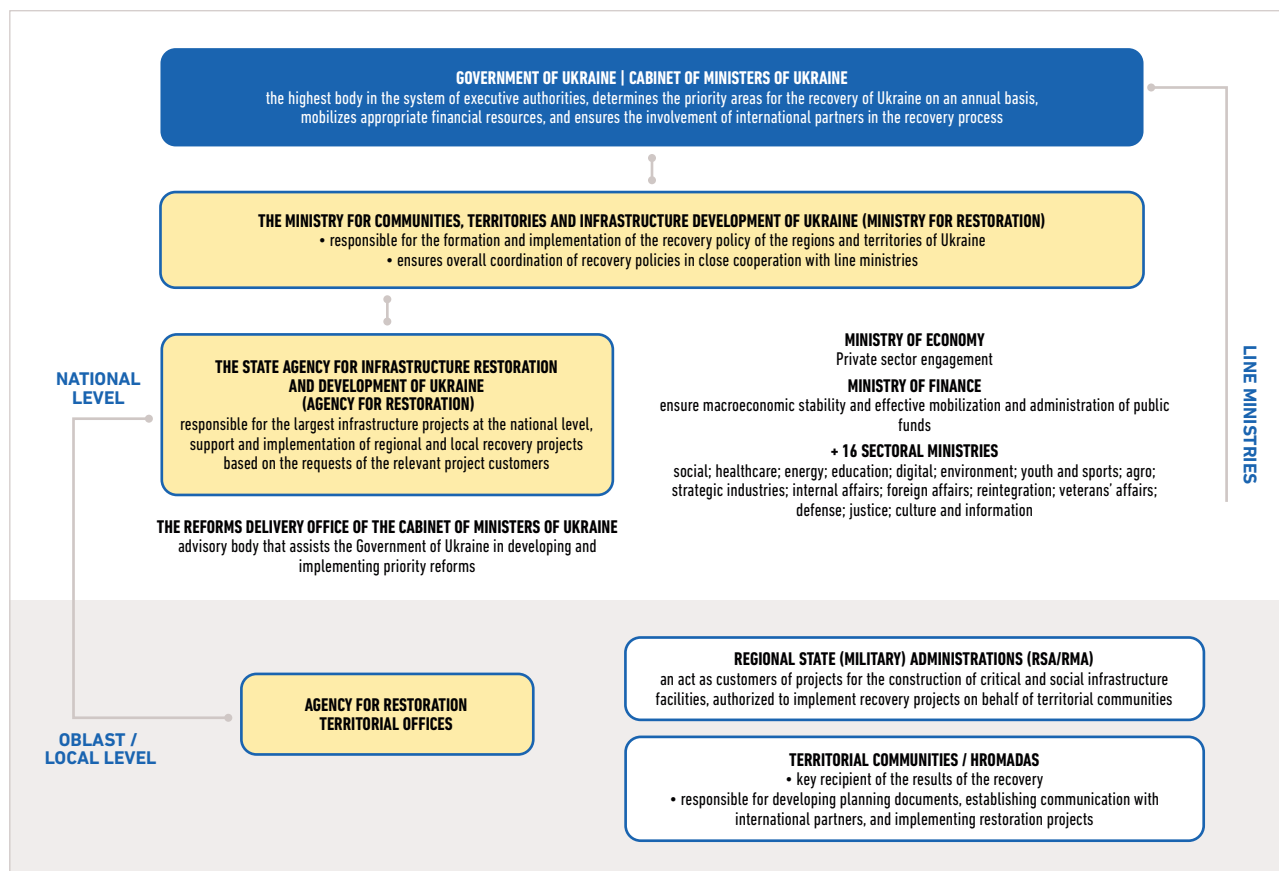 GOVERNMENT OF UKRAINE | CABINET OF MINISTERS OF UKRAINE
the highest body in the system of executive authorities, determines the priority areas for the recovery of Ukraine on an annual basis,
mobilizes appropriate financial resources, and ensures the involvement of international partners in the recovery process
THE MINISTRY FOR COMMUNITIES, TERRITORIES AND INFRASTRUCTURE DEVELOPMENT OF UKRAINE (MINISTRY FOR RESTORATION)
• responsible for the formation and implementation of the recovery policy of the regions and territories of Ukraine
• ensures overall coordination of recovery policies in close cooperation with line ministries
NATIONAL
LEVEL
THE STATE AGENCY FOR INFRASTRUCTURE RESTORATION
AND DEVELOPMENT OF UKRAINE
(AGENCY FOR RESTORATION)
responsible for the largest infrastructure projects at the national level,
support and implementation of regional and local recovery projects
based on the requests of the relevant project customers
THE REFORMS DELIVERY OFFICE OF THE CABINET OF MINISTERS OF UKRAINE
advisory body that assists the Government of Ukraine in developing and
implementing priority reforms
MINISTRY OF ECONOMY
Private sector engagement
MINISTRY OF FINANCE
ensure macroeconomic stability and effective mobilization and administration of public
funds
+ 16 SECTORAL MINISTRIES
social; healthcare; energy; education; digital; environment; youth and sports; agro;
strategic industries; internal affairs; foreign affairs; reintegration; veterans' affairs;
defense; justice; culture and information
LINE MINISTRIES
OBLAST /
LOCAL LEVEL
AGENCY FOR RESTORATION
TERRITORIAL OFFICES
REGIONAL STATE (MILITARY) ADMINISTRATIONS (RSA/RMA)
an act as customers of projects for the construction of critical and social infrastructure
facilities, authorized to implement recovery projects on behalf of territorial communities
TERRITORIAL COMMUNITIES / HROMADAS
• key recipient of the results of the recovery
• responsible for developing planning documents, establishing communication with
international partners, and implementing restoration projects